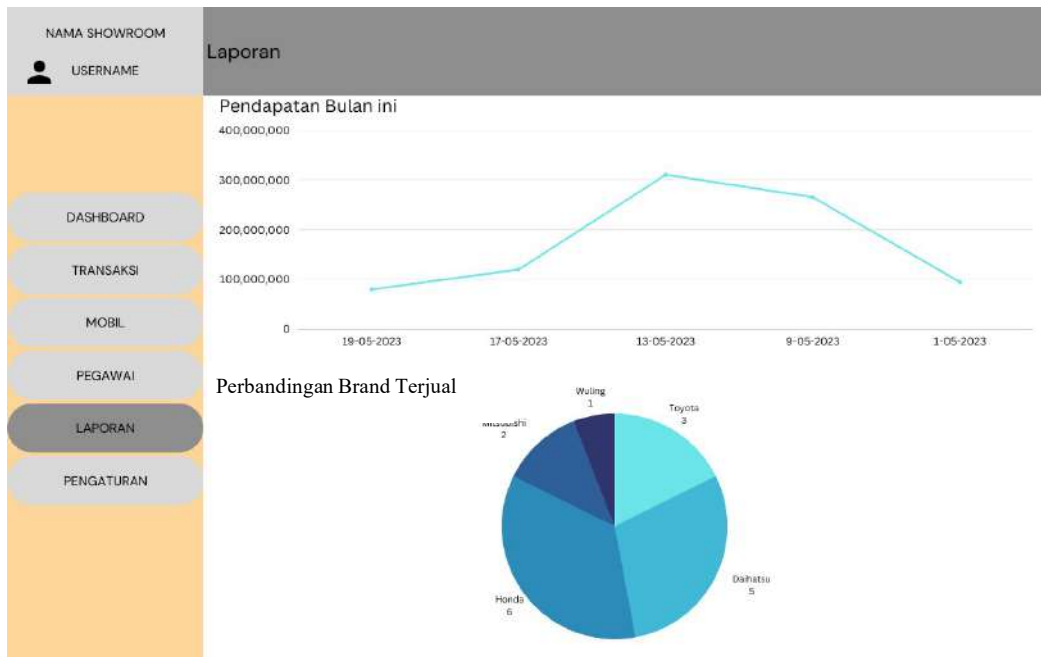 NAMA SHOWROOM
USERNAME
Laporan
DASHBOARD
TRANSAKSI
MOBIL
PEGAWAI
LAPORAN
PENGATURAN
Pendapatan Bulan ini
400,000,000
300,000,000
200,000,000
100,000,000
0
19-05-2023 17-05-2023 13-05-2023 9-05-2023 1-05-2023
Perbandingan Brand Terjual
Wuling
1
Toyota
3
2
Daihatsu
5
Honda
6